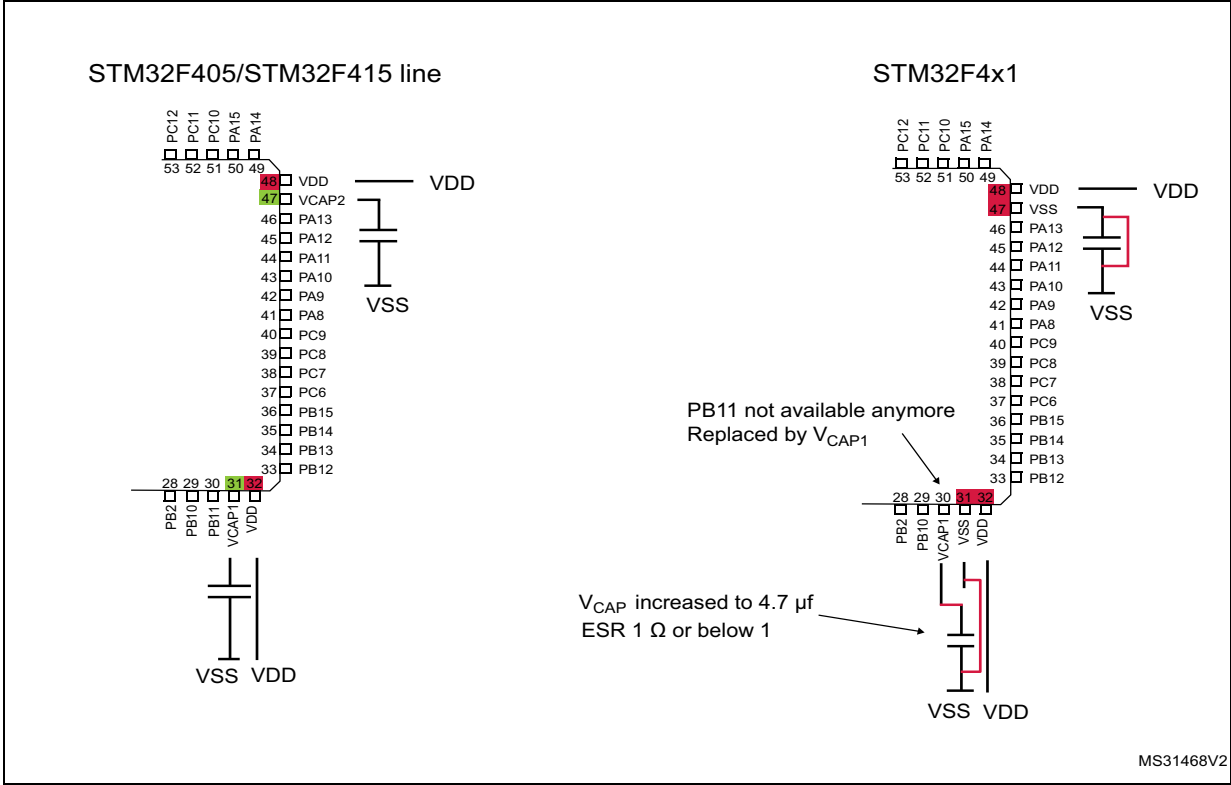 STM32F405/STM32F415 line
PC12
PC11
PC10
PA15
PA14
53 52 51 50 49
48 VDD
VDD
47 VCAP2
46 PA13
45 PA12
44 PA11
43 PA10
42 PA9
VSS
41 PA8
40 PC9
39 PC8
38 PC7
37 PC6
36 PB15
35 PB14
34 PB13
33 PB12
28 29 30 31 32
PB2
PB10
PB11
VCAP1
VDD
VSS VDD
STM32F4x1
PC12
PC11
PC10
PA15
PA14
53 52 51 50 49
48 VDD
VDD
47 VSS
46 PA13
45 PA12
44 PA11
43 PA10
42 PA9
VSS
41 PA8
40 PC9
39 PC8
38 PC7
37 PC6
36 PB15
35 PB14
34 PB13
33 PB12
PB11 not available anymore
Replaced by VCAP1
28 29 30 31 32
PB2
PB10
VCAP1
VSS
VDD
VCAP increased to 4.7 µf
ESR 1 Ω or below 1
VSS VDD
MS31468V2